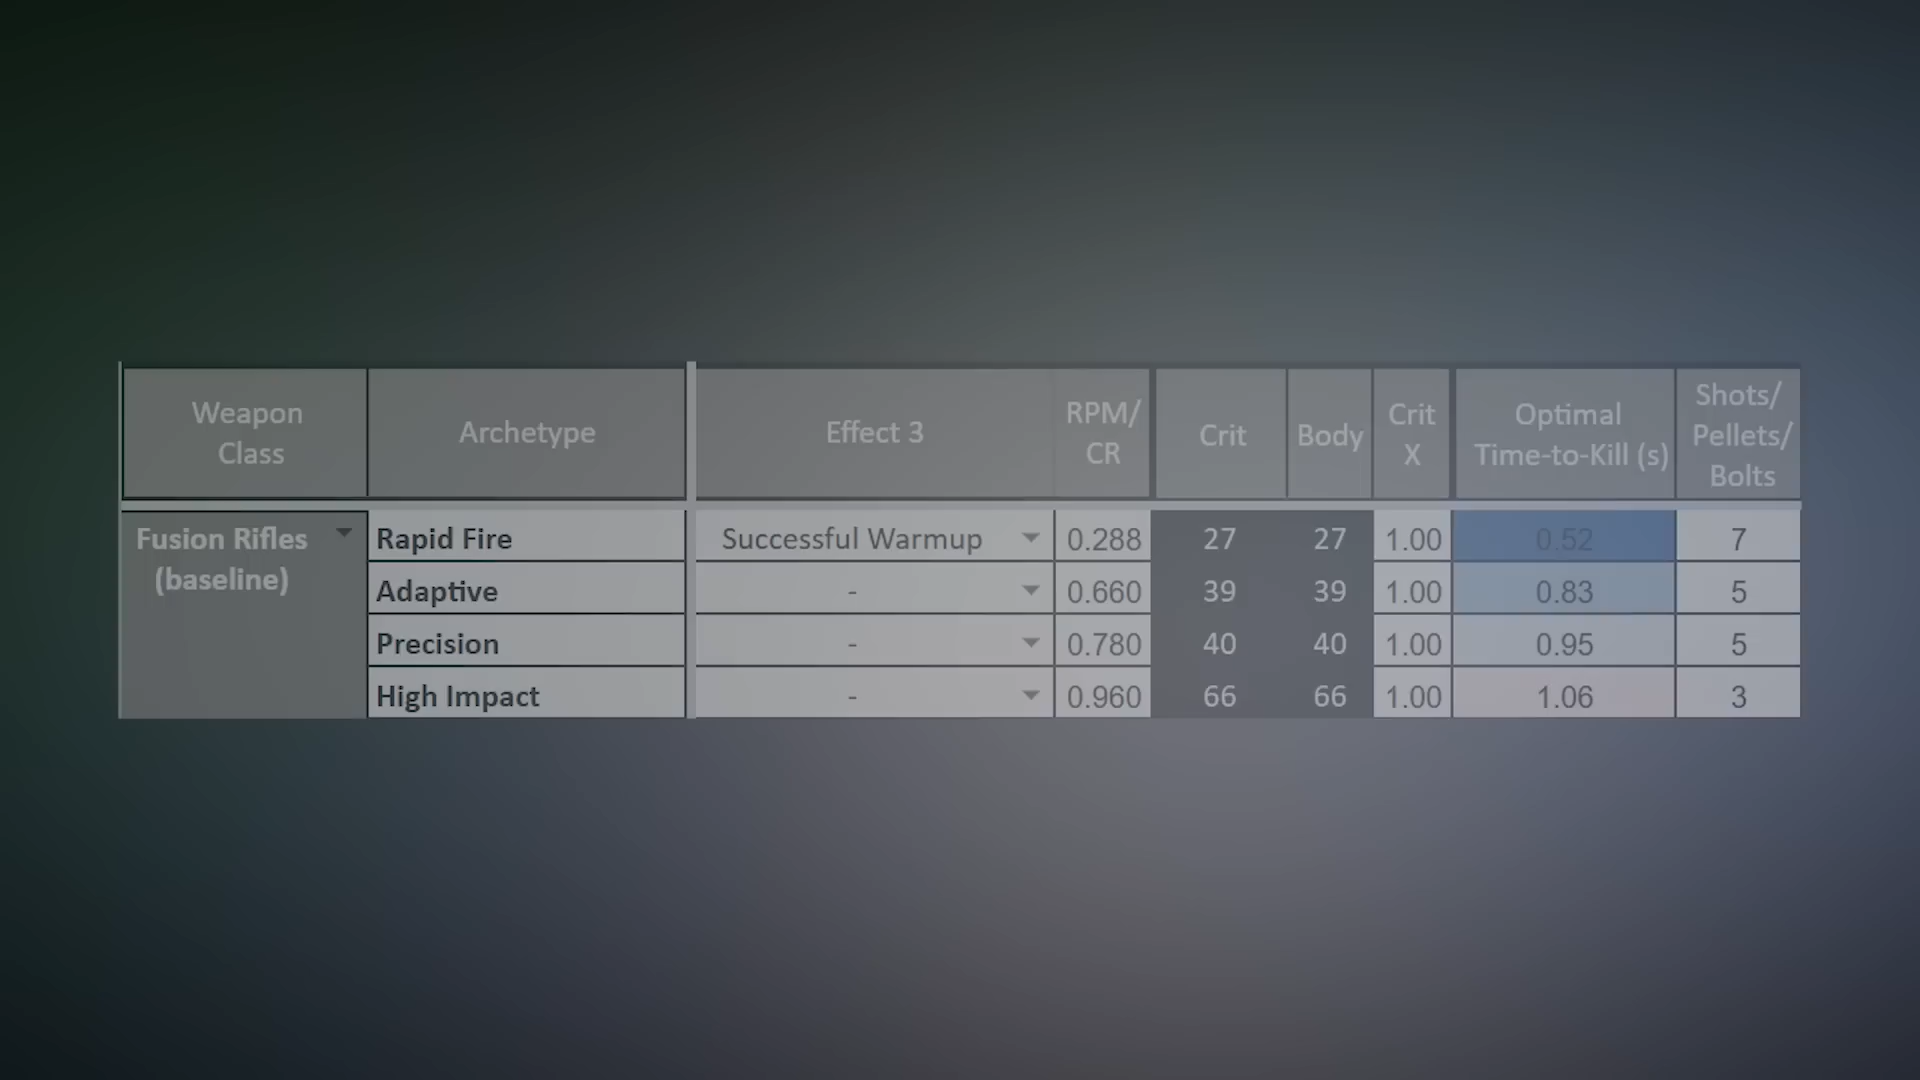 Weapon Class
Archetype
Effect 3
RPM/ CR
Crit
Body
Crit X
Optimal Time-to-Kill (s)
Shots/ Pellets/ Bolts
Fusion Rifles (baseline)
Rapid Fire Successful Warmup 0.288 27 27 1.00 0.52 7
Adaptive - 0.660 39 39 1.00 0.83 5
Precision - 0.780 40 40 1.00 0.95 5
High Impact - 0.960 66 66 1.00 1.06 3